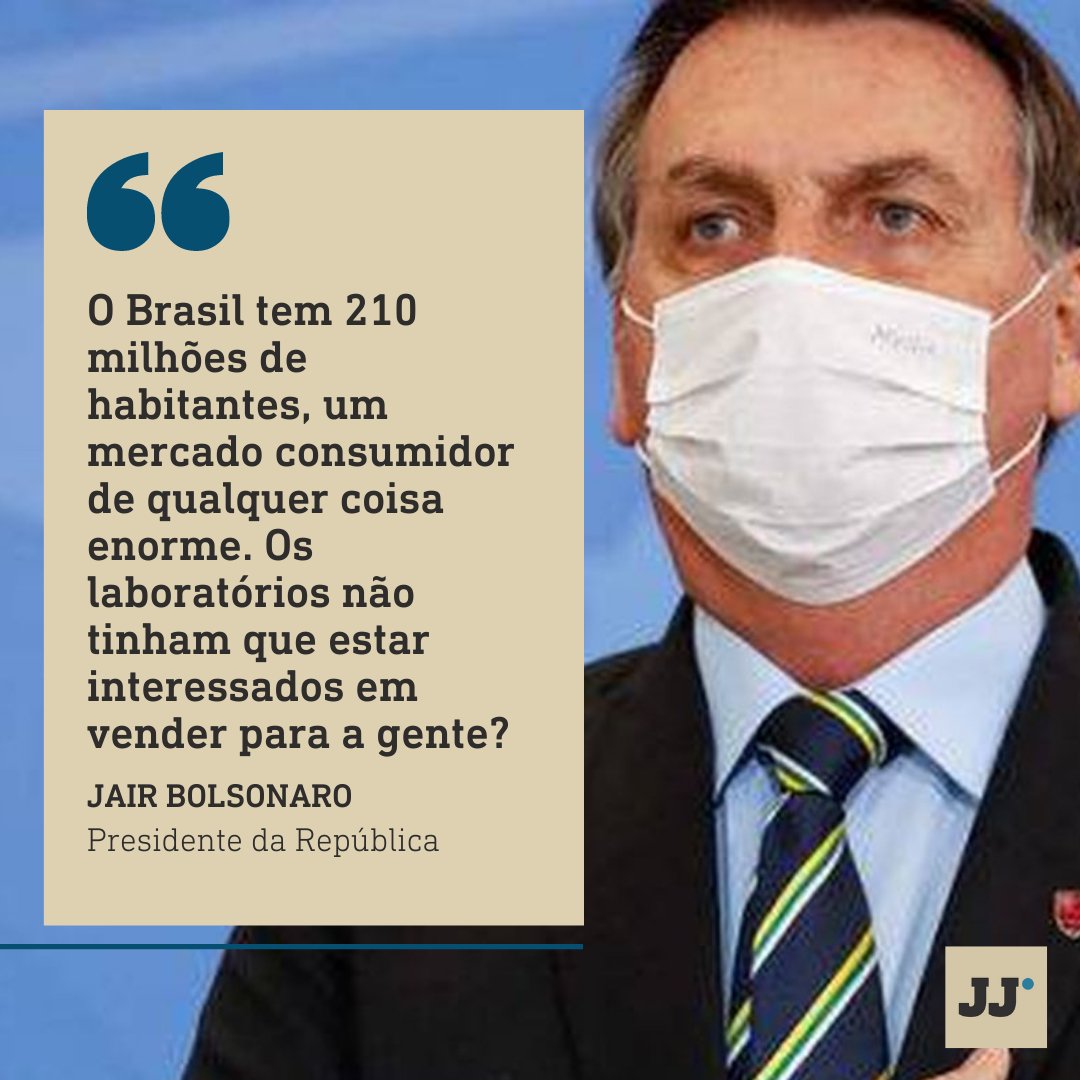 “
O Brasil tem 210
milhões de
habitantes, um
mercado consumidor
de qualquer coisa
enorme. Os
laboratórios não
tinham que estar
interessados em
vender para a gente?
JAIR BOLSONARO
Presidente da República
JJ